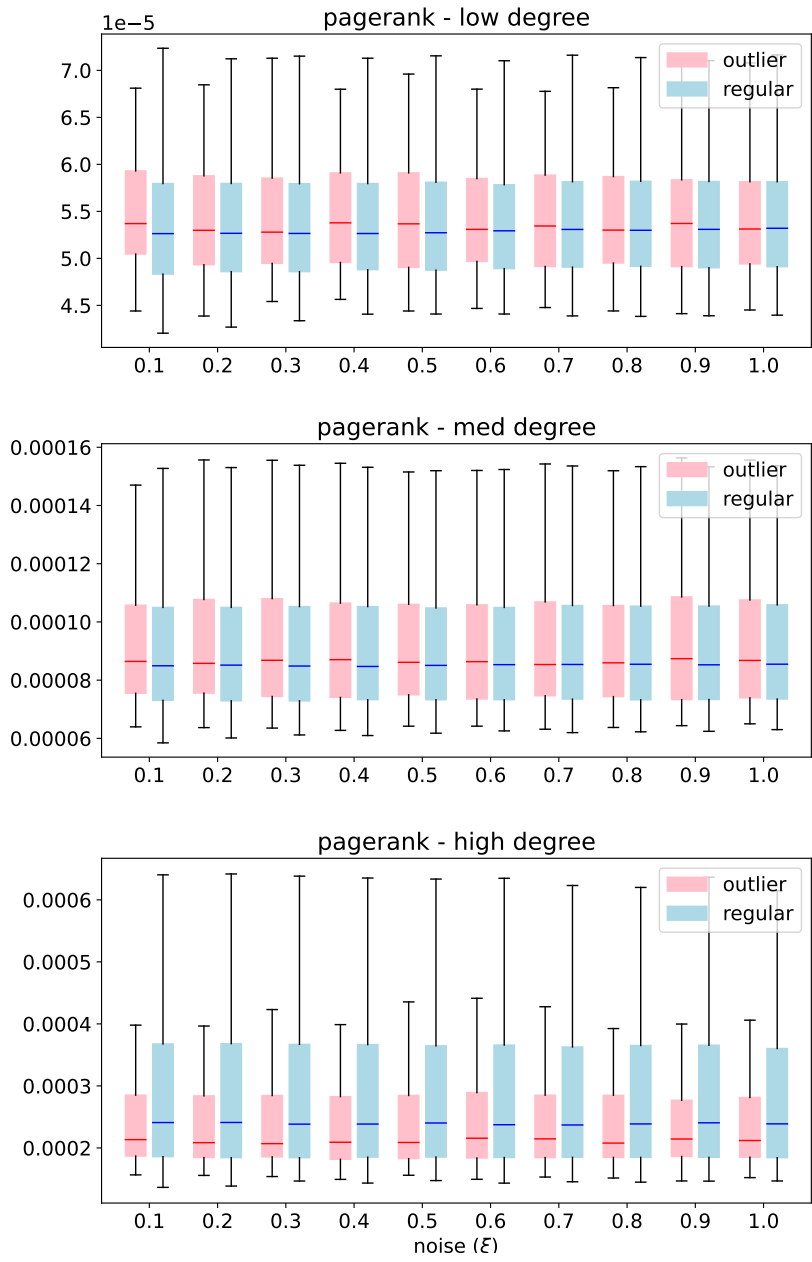 pagerank - low degree
1e−5
outlier
regular
7.0
6.5
6.0
5.5
5.0
4.5
0.1 0.2 0.3 0.4 0.5 0.6 0.7 0.8 0.9 1.0
pagerank - med degree
outlier
regular
0.00016
0.00014
0.00012
0.00010
0.00008
0.00006
0.1 0.2 0.3 0.4 0.5 0.6 0.7 0.8 0.9 1.0
pagerank - high degree
outlier
regular
0.0006
0.0005
0.0004
0.0003
0.0002
0.1 0.2 0.3 0.4 0.5 0.6 0.7 0.8 0.9 1.0
noise (ξ)